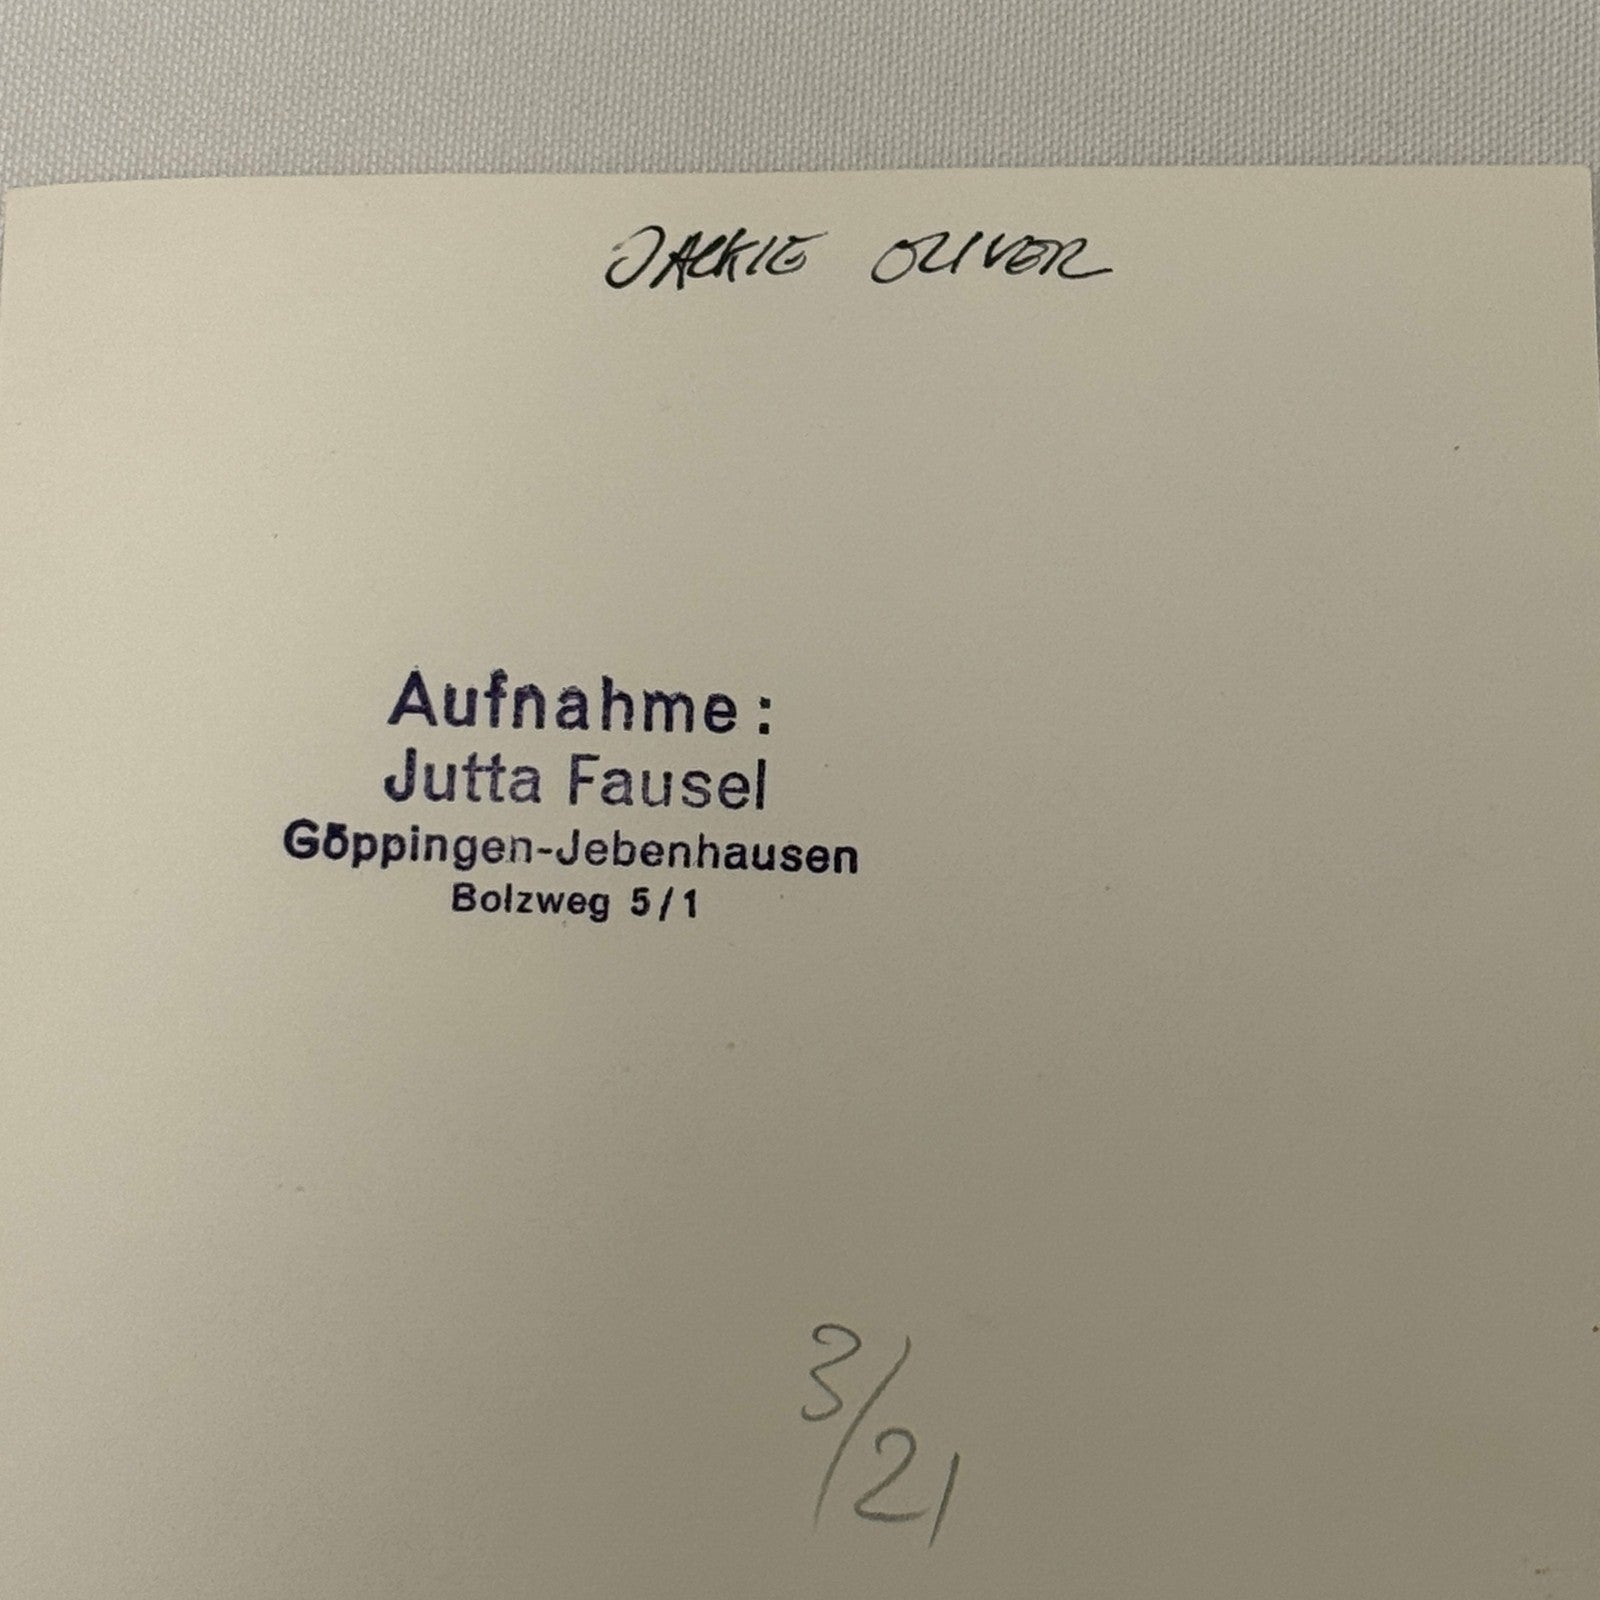 JACKIE OLIVER
Aufnahme:
Jutta Fausel
Göppingen-Jebenhausen
Bolzweg 5/1
3/21